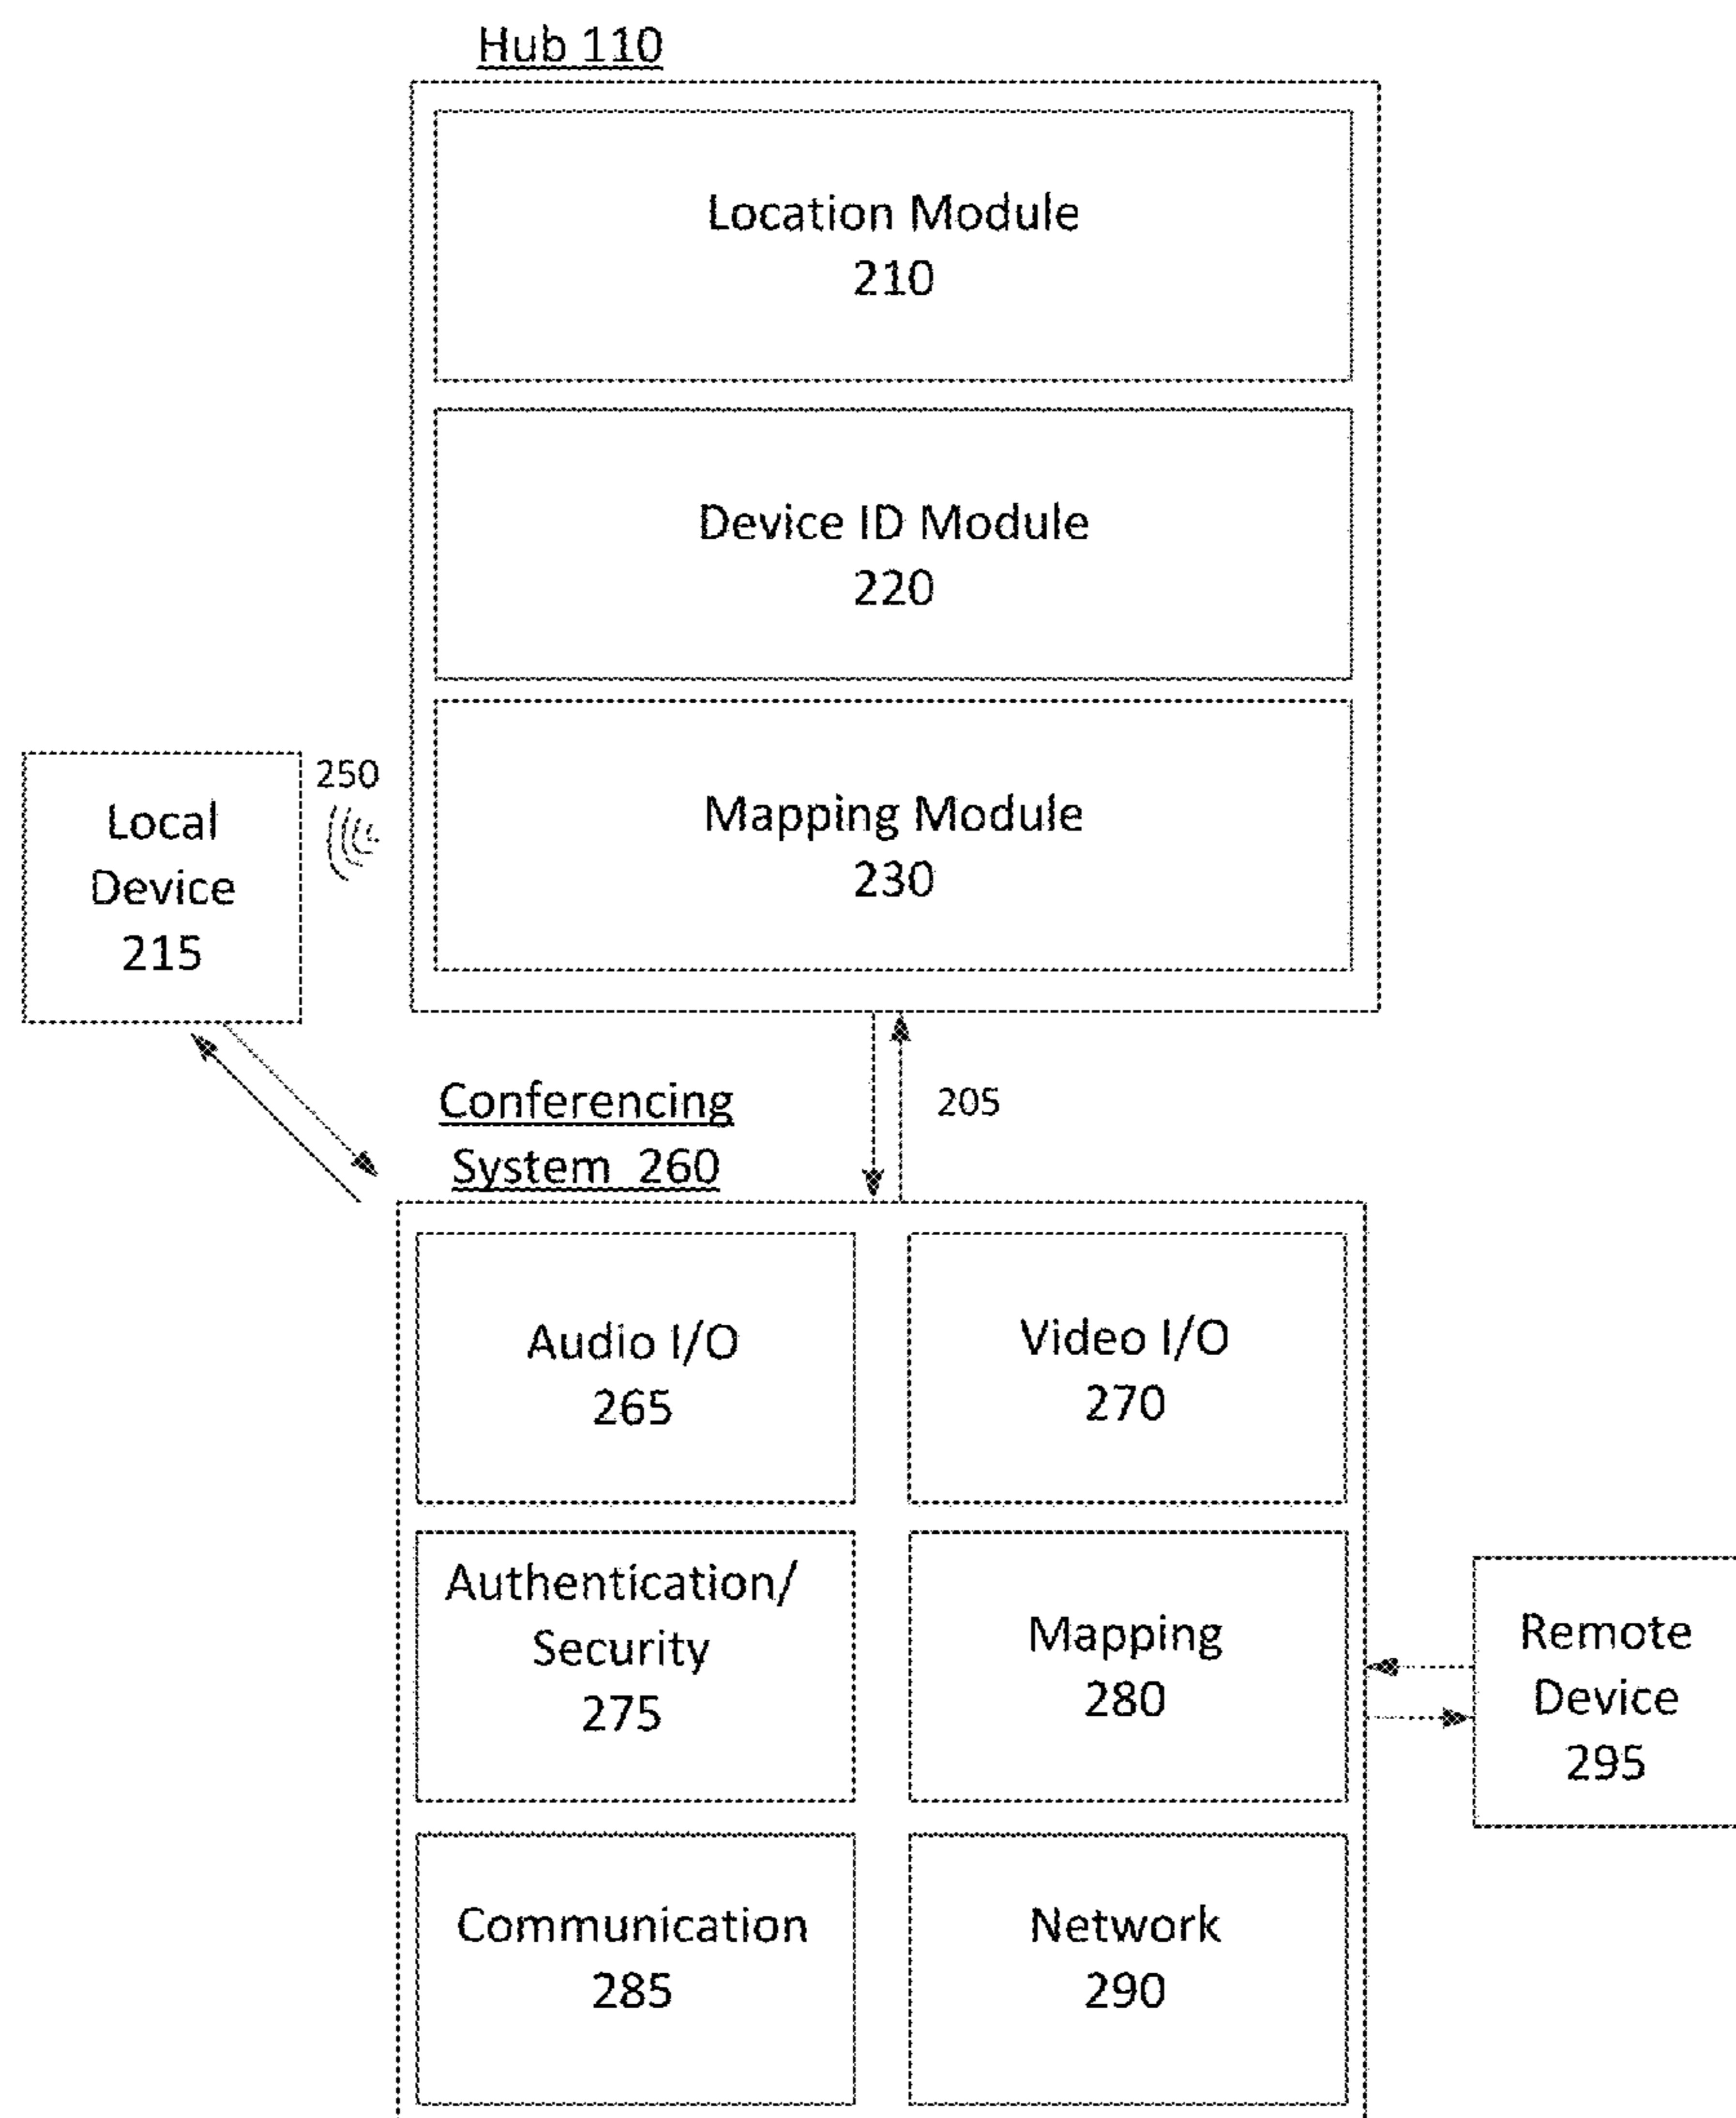 Hub 110
Location Module
210
Device ID Module
220
Mapping Module
230
250
Local
Device
215
205
Conferencing
System 260
Audio I/O
265
Video I/O
270
Authentication/
Security
275
Mapping
280
Remote
Device
295
Communication
285
Network
290